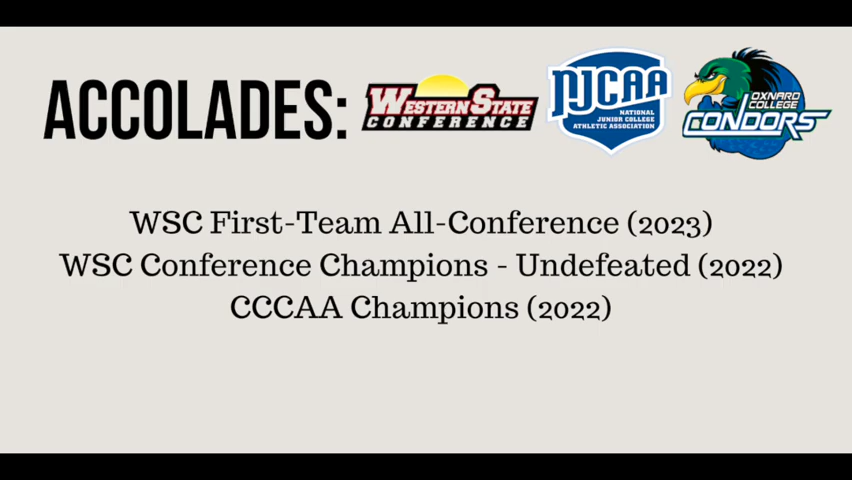 ACCOLADES:
WESTERN STATE
CONFERENCE
NJCAA
NATIONAL
JUNIOR COLLEGE
ATHLETIC ASSOCIATION
OXNARD
COLLEGE
CONDORS
WSC First-Team All-Conference (2023)
WSC Conference Champions - Undefeated (2022)
CCCAA Champions (2022)